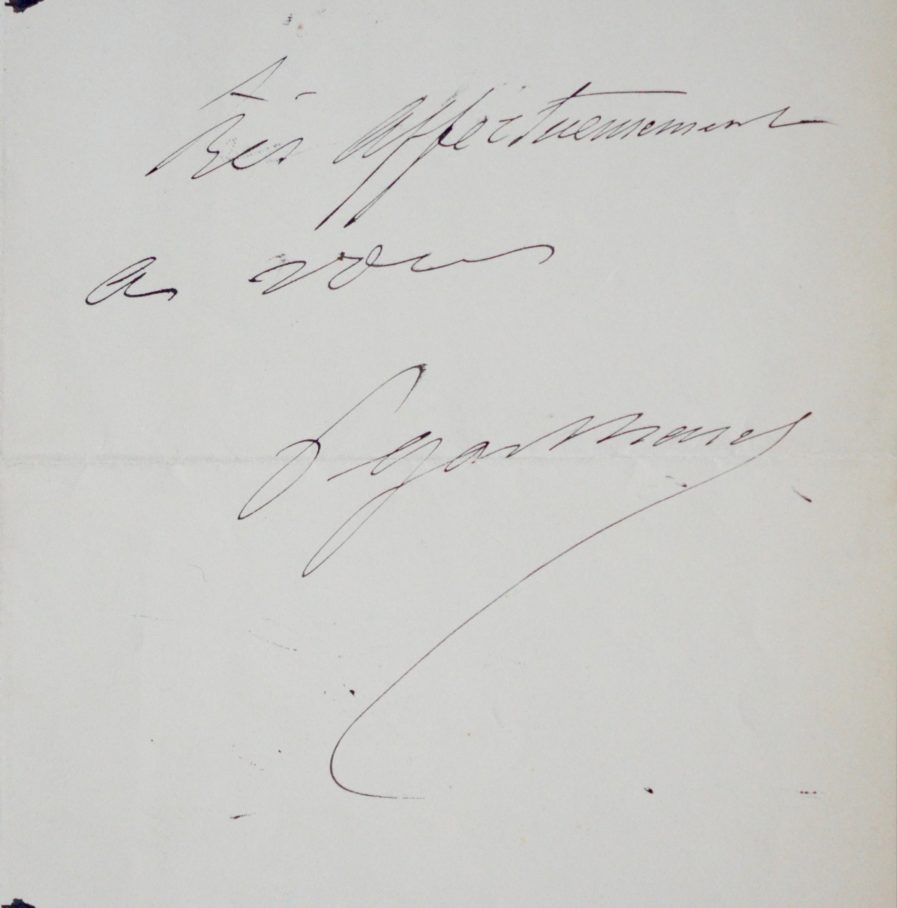 Très affectueusement
a vous